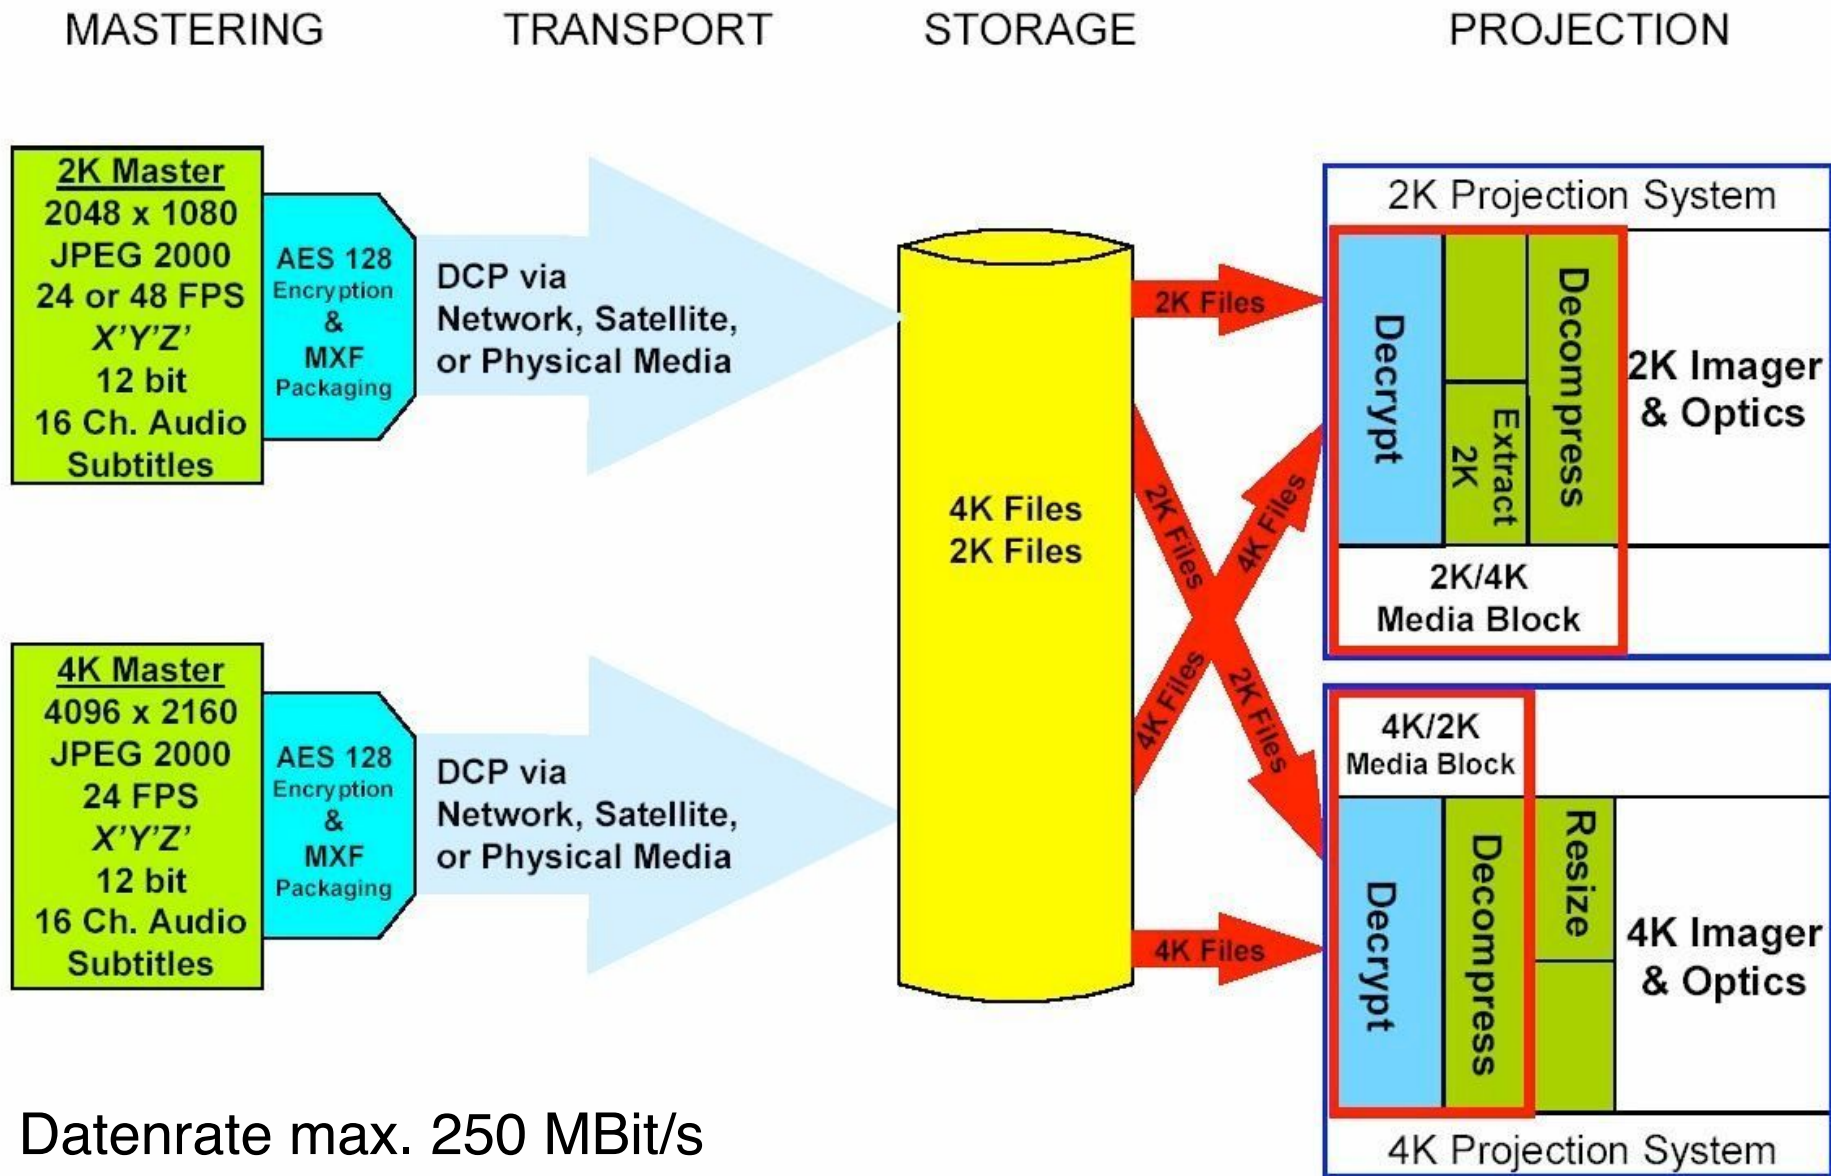 MASTERING
TRANSPORT
STORAGE
PROJECTION
2K Master
2048 x 1080
JPEG 2000
24 or 48 FPS
X’Y’Z’
12 bit
16 Ch. Audio
Subtitles
AES 128
Encryption
&
MXF
Packaging
DCP via
Network, Satellite,
or Physical Media
4K Master
4096 x 2160
JPEG 2000
24 FPS
X’Y’Z’
12 bit
16 Ch. Audio
Subtitles
AES 128
Encryption
&
MXF
Packaging
DCP via
Network, Satellite,
or Physical Media
4K Files
2K Files
2K Files
2K Files
4K Files
4K Files
2K Files
4K Files
2K Projection System
Decrypt
Extract
2K
Decompress
2K Imager
& Optics
2K/4K
Media Block
4K/2K
Media Block
Decrypt
Decompress
Resize
4K Imager
& Optics
4K Projection System
Datenrate max. 250 MBit/s